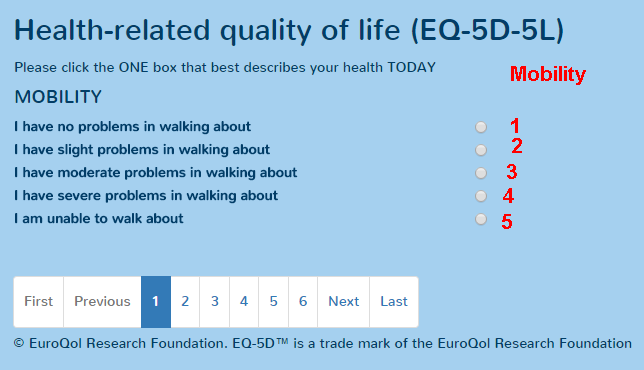 Health-related quality of life (EQ-5D-5L)
Please click the ONE box that best describes your health TODAY
Mobility
MOBILITY
I have no problems in walking about 1
I have slight problems in walking about 2
I have moderate problems in walking about 3
I have severe problems in walking about 4
I am unable to walk about 5
First Previous 1 2 3 4 5 6 Next Last
© EuroQol Research Foundation. EQ-5D™ is a trade mark of the EuroQol Research Foundation